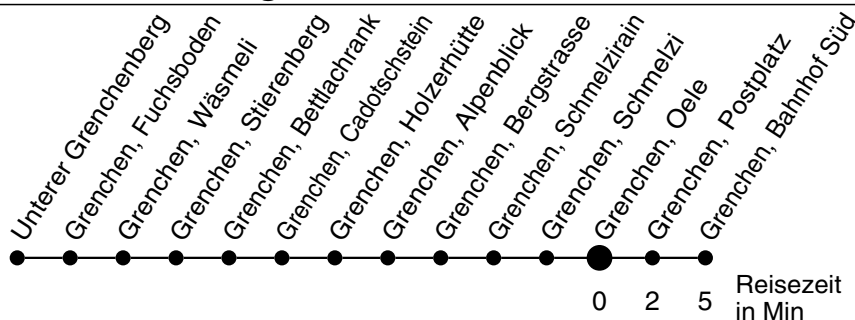 Unterer Grenchenberg
Grenchen, Fuchsboden
Grenchen, Wäsmeli
Grenchen, Stierenberg
Grenchen, Bettlachrank
Grenchen, Cadotschstein
Grenchen, Holzerhütte
Grenchen, Alpenblick
Grenchen, Bergstrasse
Grenchen, Schmelzirain
Grenchen, Schmelzi
Grenchen, Oele
Grenchen, Postplatz
Grenchen, Bahnhof Süd
0 2 5 Reisezeit
in Min